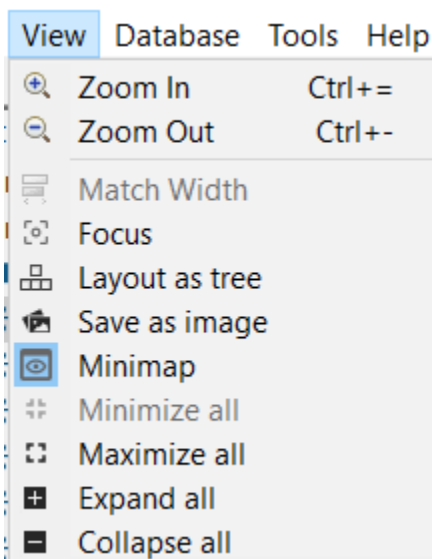 View Database Tools Help
Zoom In Ctrl+=
Zoom Out Ctrl+-
Match Width
Focus
Layout as tree
Save as image
Minimap
Minimize all
Maximize all
Expand all
Collapse all